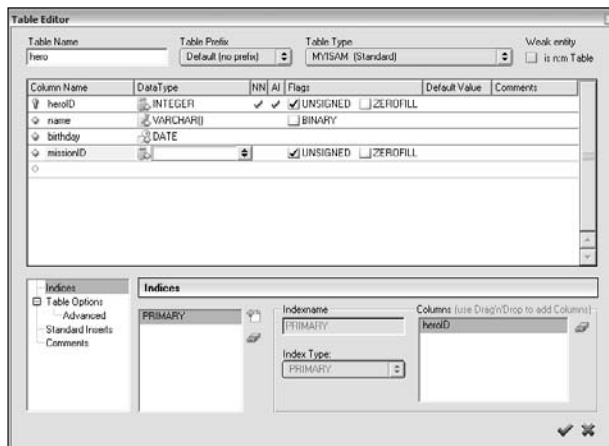 Table Editor
Table Name Table Prefix Table Type Weak entity
hero Default (no prefix) MYISAM (Standard) is n:m Table
Column Name DataType NN AI Flags Default Value Comments
heroID INTEGER UNSIGNED ZEROFILL
name VARCHAR() BINARY
birthday DATE
missionID UNSIGNED ZEROFILL
Indices Indices
Table Options
Advanced
Standard Inserts
Comments
PRIMARY
Indexname
PRIMARY
Index Type:
PRIMARY
Columns (use Drag'n'Drop to add Columns)
heroID